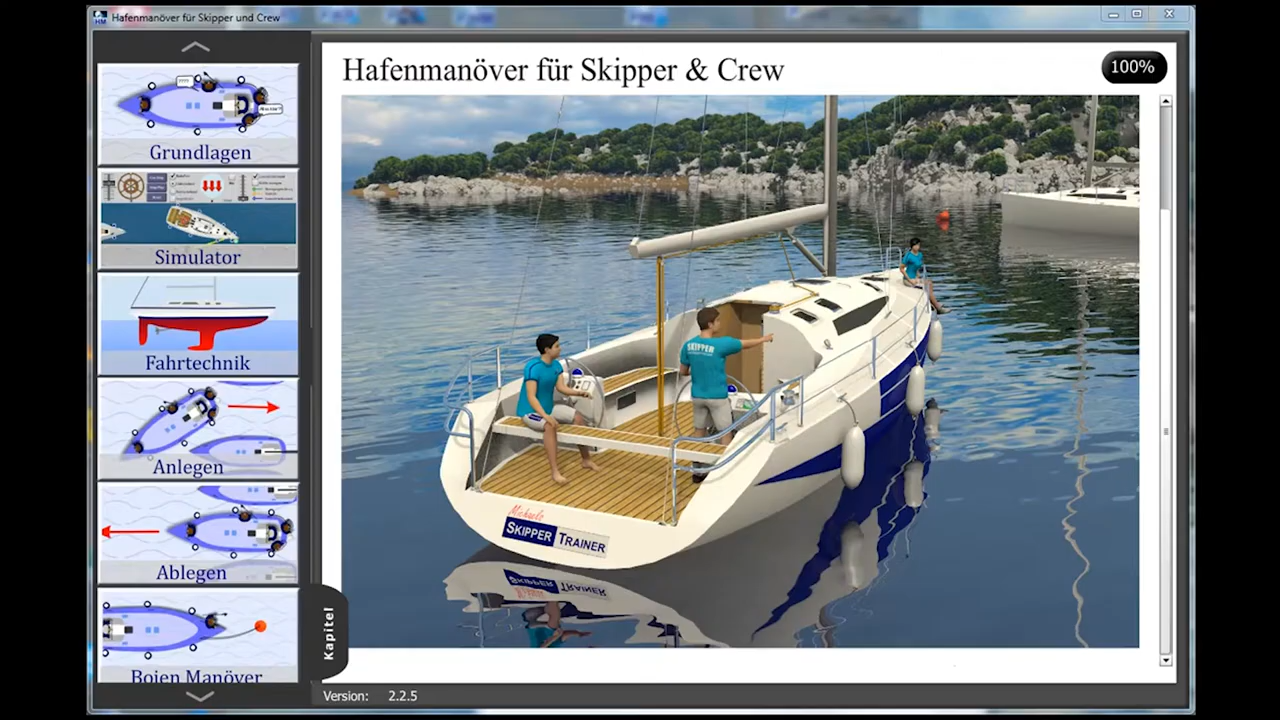 Hafenmanöver für Skipper und Crew
Hafenmanöver für Skipper & Crew
100%
Grundlagen
Simulator
Fahrtechnik
Anlegen
Ablegen
Bojen Manöver
Kapitel
SKIPPER
Michaels
SKIPPER TRAINER
Version: 2.2.5